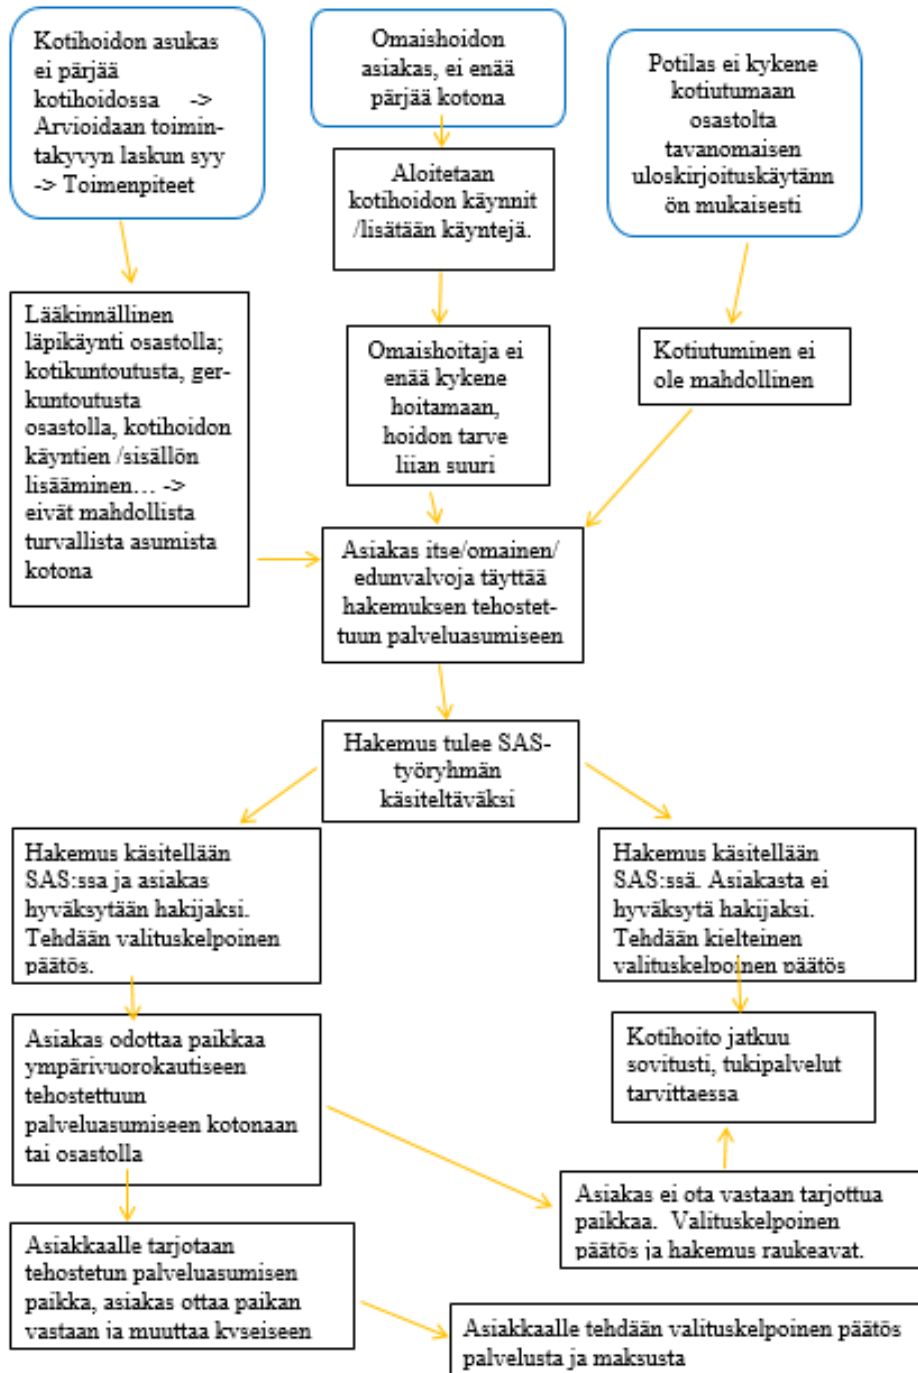 Kotihoidon asukas
ei pärjää
kotihoidossa ->
Arvioidaan toimin-
takyvyn laskun syy
-> Toimenpiteet
Omaishoidon
asiakas, ei enää
pärjää kotona
Potilas ei kykene
kotiutumaan
osastolta
tavanomaisen
uloskirjoituskäytänn
ön mukaisesti
Aloitetaan
kotihoidon käynnit
/lisätään käyntejä.
Lääkinnällinen
läpikäynti osastolla;
kotikuntoutusta, ger-
kuntoutusta
osastolla, kotihoidon
käyntien /sisällön
lisääminen... ->
eivät mahdollista
turvallista asumista
kotona
Omaishoitaja ei
enää kykene
hoitamaan,
hoidon tarve
liian suuri
Kotiutuminen ei
ole mahdollinen
Asiakas itse/omainen/
edunvalvoja täyttää
hakemuksen tehostet-
tuun palveluasumiseen
Hakemus tulee SAS-
työryhmän
käsiteltäväksi
Hakemus käsitellään
SAS:ssa ja asiakas
hyväksytään hakijaksi.
Tehdään valituskelpoinen
päätös.
Hakemus käsitellään
SAS:ssä. Asiakasta ei
hyväksytä hakijaksi.
Tehdään kielteinen
valituskelpoinen päätös
Asiakas odottaa paikkaa
ympärivuorokautiseen
tehostettuun
palveluasumiseen kotonaan
tai osastolla
Kotihoito jatkuu
sovitusti, tukipalvelut
tarvittaessa
Asiakas ei ota vastaan tarjottua
paikkaa. Valituskelpoinen
päätös ja hakemus raukeavat.
Asiakkaalle tarjotaan
tehostetun palveluasumisen
paikka, asiakas ottaa paikan
vastaan ja muuttaa kyseiseen
Asiakkaalle tehdään valituskelpoinen päätös
palvelusta ja maksusta